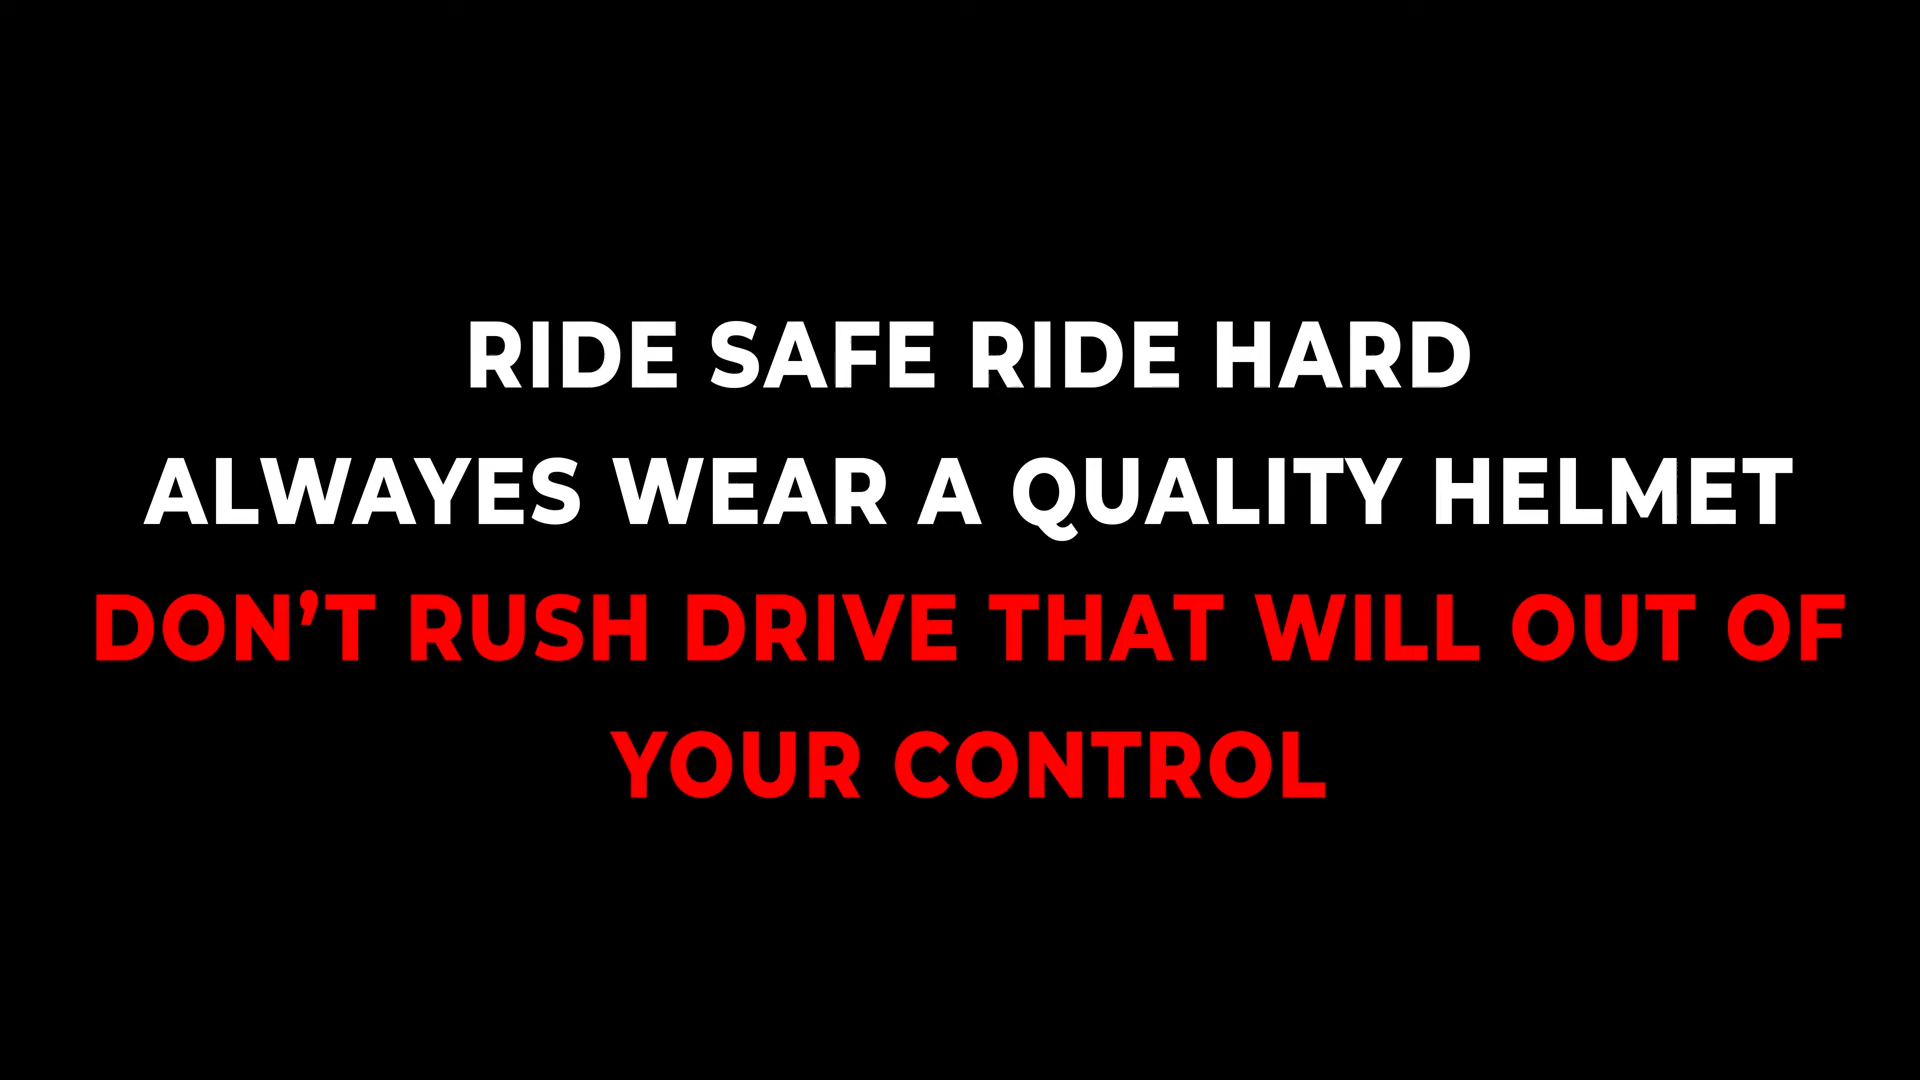 RIDE SAFE RIDE HARD
ALWAYES WEAR A QUALITY HELMET
DON’T RUSH DRIVE THAT WILL OUT OF
YOUR CONTROL